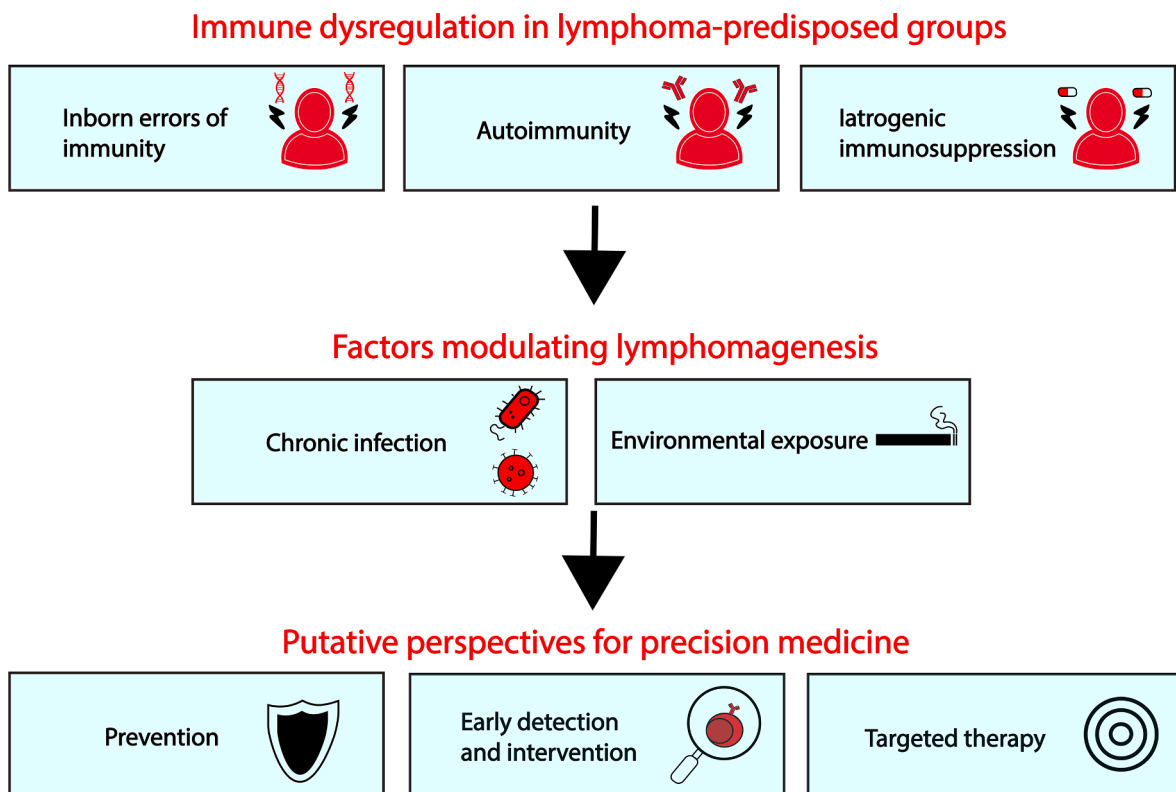 Immune dysregulation in lymphoma-predisposed groups
Inborn errors of
immunity
Autoimmunity
Iatrogenic
immunosuppression
Factors modulating lymphomagenesis
Chronic infection
Environmental exposure
Putative perspectives for precision medicine
Prevention
Early detection
and intervention
Targeted therapy